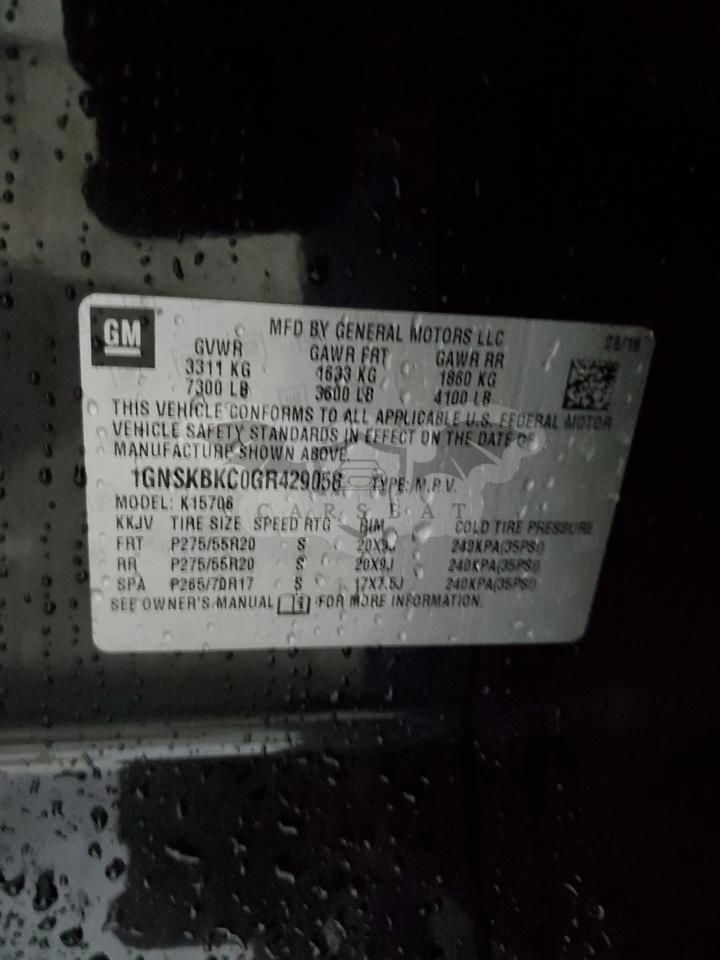 GM
MFD BY GENERAL MOTORS LLC
GVWR GAWR FRT GAWR RR
3311 KG 1633 KG 1860 KG
7300 LB 3600 LB 4100 LB
THIS VEHICLE CONFORMS TO ALL APPLICABLE U.S. FEDERAL MOTOR
VEHICLE SAFETY STANDARDS IN EFFECT ON THE DATE OF
MANUFACTURE SHOWN ABOVE.
1GNSKBKC0GR429058 TYPE: M.P.V.
MODEL: K15706
CARSBAT
KKJV TIRE SIZE SPEED RTG RIM COLD TIRE PRESSURE
FRT P275/55R20 S 20X9J 240KPA(35PSI)
RR P275/55R20 S 20X9J 240KPA(35PSI)
SPA P265/70R17 S 17X7.5J 240KPA(35PSI)
SEE OWNER'S MANUAL FOR MORE INFORMATION.